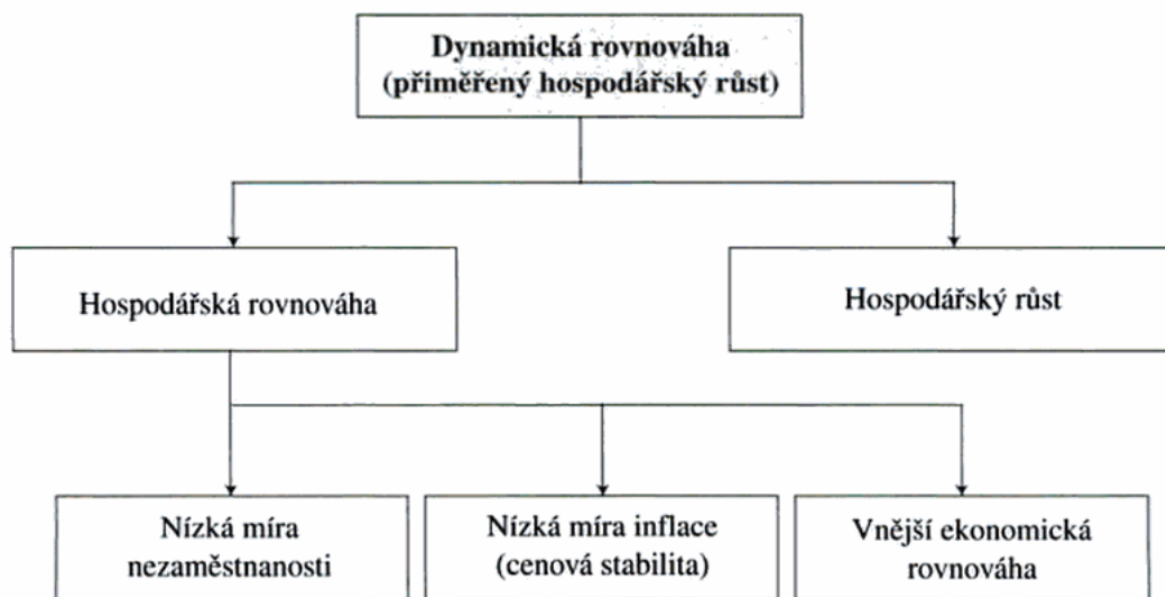 Dynamická rovnováha
(přiměřený hospodářský růst)
Hospodářská rovnováha
Hospodářský růst
Nízká míra
nezaměstnanosti
Nízká míra inflace
(cenová stabilita)
Vnější ekonomická
rovnováha